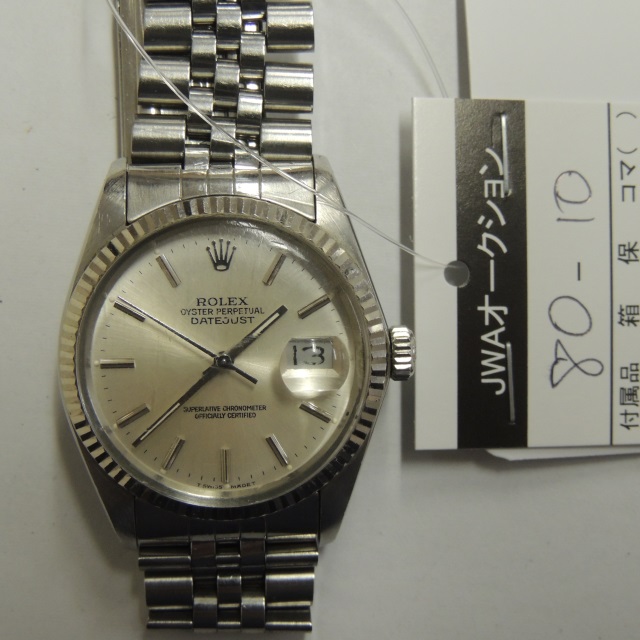 ROLEX
OYSTER PERPETUAL
DATEJUST
13
SUPERLATIVE CHRONOMETER
OFFICIALLY CERTIFIED
JWAオークション
80-10
付属品 箱 保 コマ( )